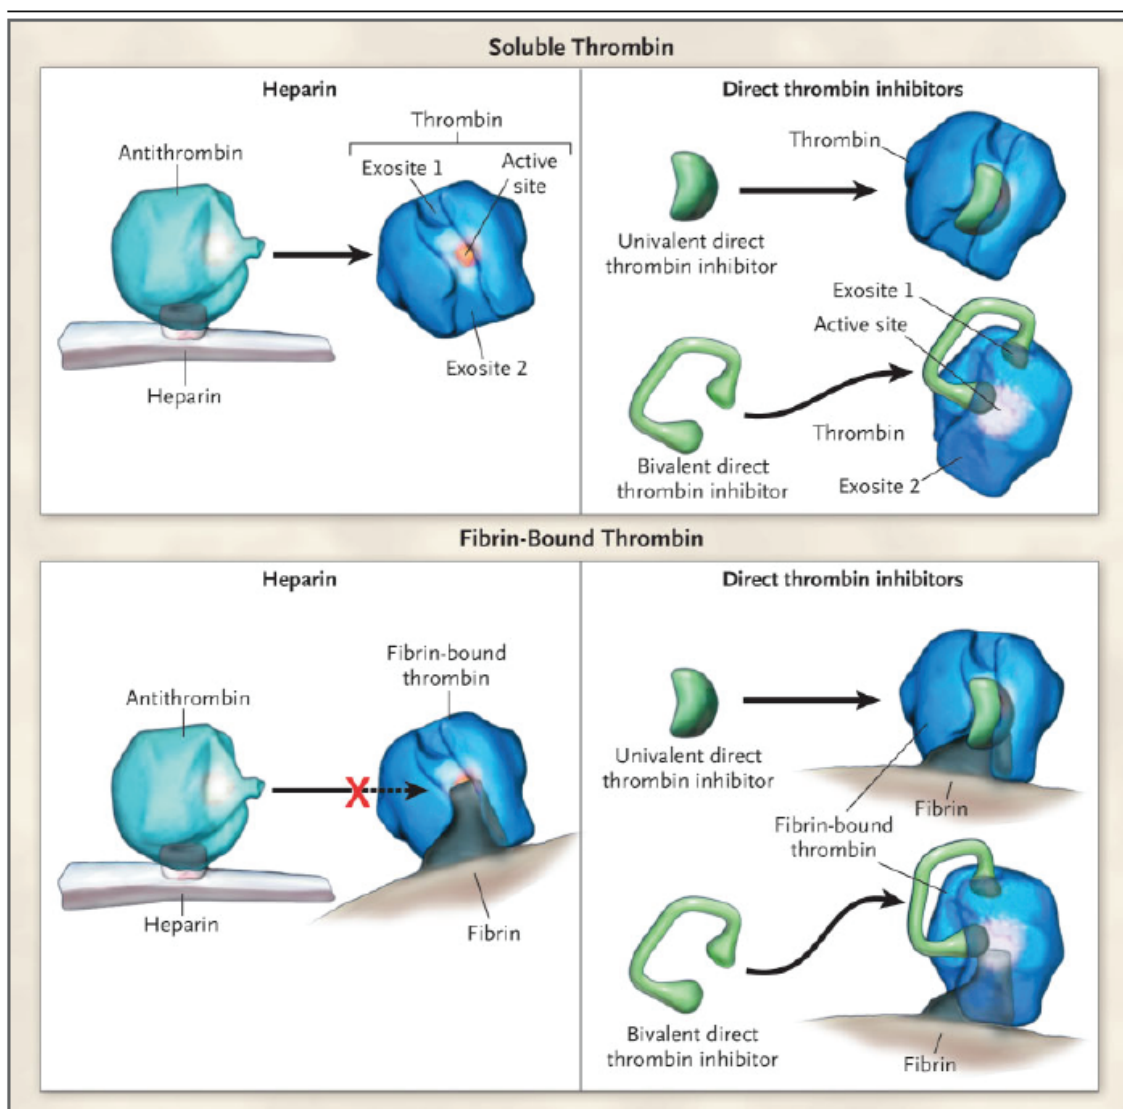 Soluble Thrombin
Heparin
Thrombin
Antithrombin
Exosite 1
Active
site
Exosite 2
Heparin
Direct thrombin inhibitors
Thrombin
Univalent direct
thrombin inhibitor
Exosite 1
Active site
Thrombin
Bivalent direct
thrombin inhibitor
Exosite 2
Fibrin-Bound Thrombin
Heparin
Fibrin-bound
thrombin
Antithrombin
X
Heparin
Fibrin
Direct thrombin inhibitors
Univalent direct
thrombin inhibitor
Fibrin
Fibrin-bound
thrombin
Bivalent direct
thrombin inhibitor
Fibrin